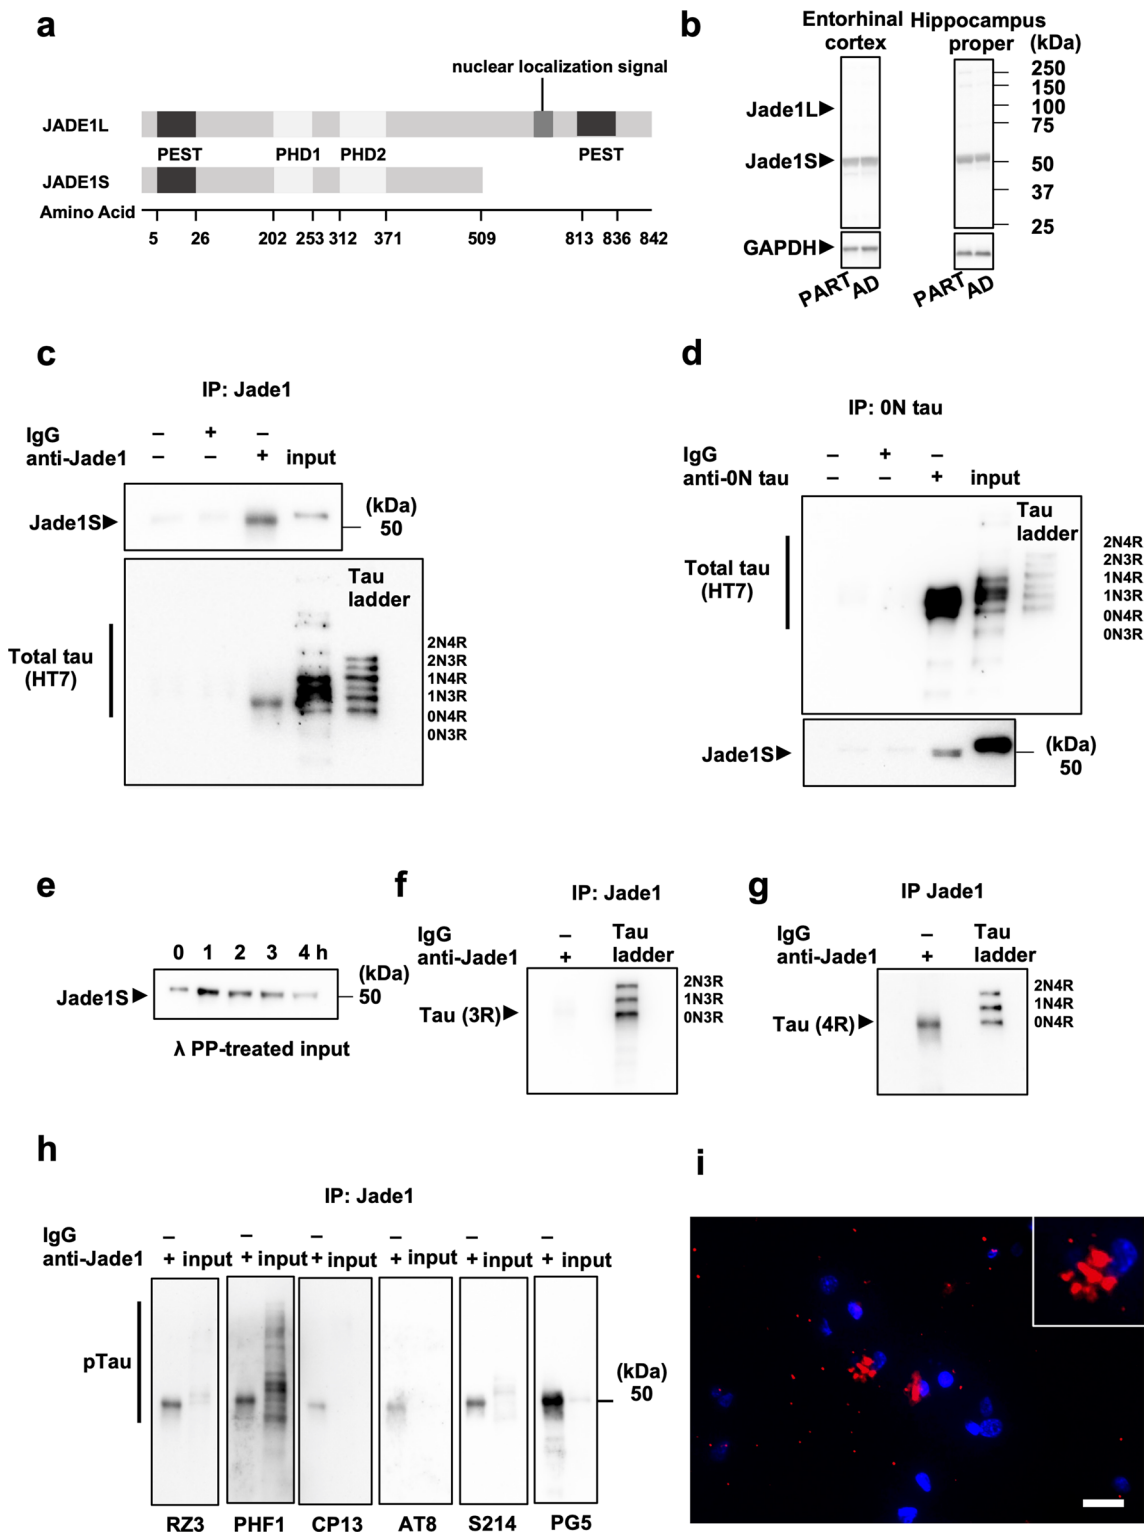 a
nuclear localization signal
JADE1L
PEST PHD1 PHD2 PEST
JADE1S
Amino Acid
5 26 202 253 312 371 509 813 836 842
b
Entorhinal cortex
Hippocampus proper
(kDa)
Jade1L
Jade1S
250
150
100
75
50
37
25
GAPDH
PART AD PART AD
c
IP: Jade1
IgG – + –
anti-Jade1 – – + input
Jade1S
(kDa)
50
Tau
ladder
Total tau
(HT7)
2N4R
2N3R
1N4R
1N3R
0N4R
0N3R
d
IP: 0N tau
IgG – + –
anti-0N tau – – + input
Tau
ladder
Total tau
(HT7)
2N4R
2N3R
1N4R
1N3R
0N4R
0N3R
Jade1S
(kDa)
50
e
0 1 2 3 4 h
Jade1S
(kDa)
50
λ PP-treated input
f
IP: Jade1
IgG –
anti-Jade1 +
Tau
ladder
Tau (3R)
2N3R
1N3R
0N3R
g
IP Jade1
IgG –
anti-Jade1 +
Tau
ladder
Tau (4R)
2N4R
1N4R
0N4R
h
IP: Jade1
IgG – – – – – –
anti-Jade1 + input + input + input + input + input + input
pTau
(kDa)
50
RZ3 PHF1 CP13 AT8 S214 PG5
i